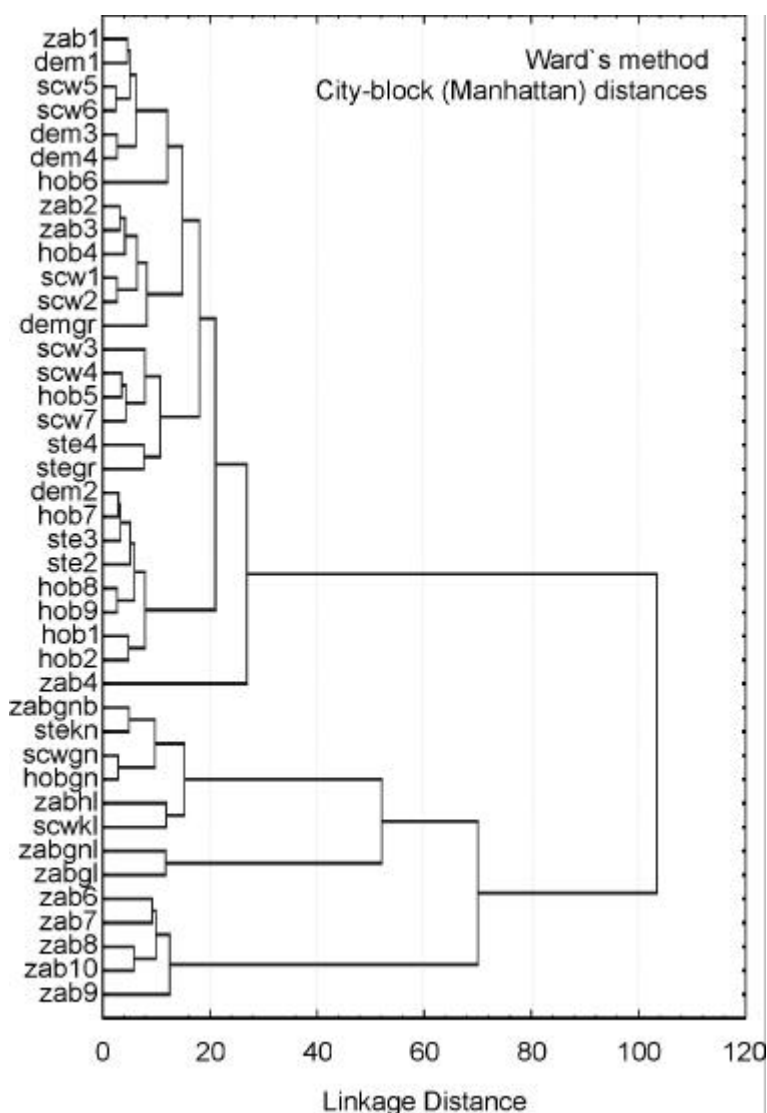 Ward`s method
City-block (Manhattan) distances
zab1
dem1
scw5
scw6
dem3
dem4
hob6
zab2
zab3
hob4
scw1
scw2
demgr
scw3
scw4
hob5
scw7
ste4
stegr
dem2
hob7
ste3
ste2
hob8
hob9
hob1
hob2
zab4
zabgnb
stekn
scwgn
hobgn
zabhl
scwkl
zabgnl
zabgl
zab6
zab7
zab8
zab10
zab9
0 20 40 60 80 100 120
Linkage Distance